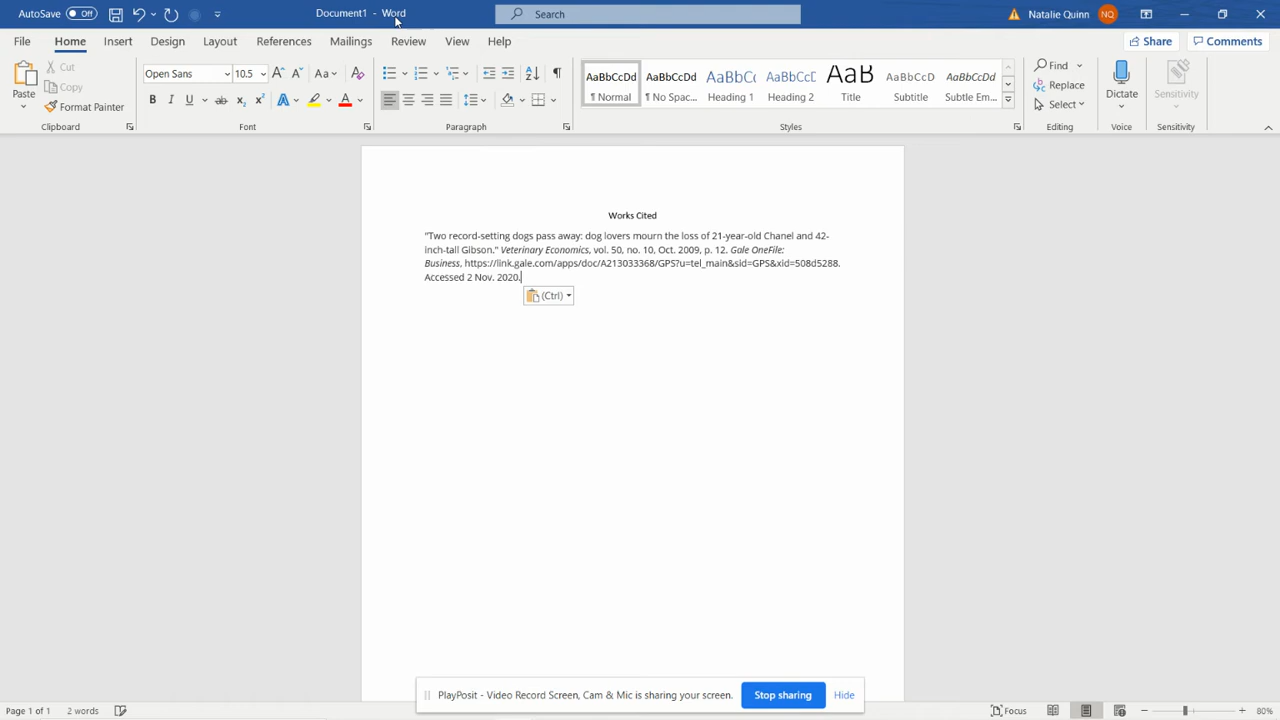 AutoSave Off Document1 - Word Search Natalie Quinn NQ
File Home Insert Design Layout References Mailings Review View Help Share Comments
Paste Cut Copy Format Painter Clipboard
Open Sans 10.5 A A Aa A B I U ab x₂ x² A A Font
Paragraph
AaBbCcDd ¶ Normal AaBbCcDd ¶ No Spac... AaBbCc Heading 1 AaBbCcC Heading 2 AaB Title AaBbCcD Subtitle AaBbCcDd Subtle Em... Styles
Find Replace Select Editing
Dictate Voice
Sensitivity Sensitivity
Works Cited
"Two record-setting dogs pass away: dog lovers mourn the loss of 21-year-old Chanel and 42-
inch-tall Gibson." Veterinary Economics, vol. 50, no. 10, Oct. 2009, p. 12. Gale OneFile:
Business, https://link.gale.com/apps/doc/A213033368/GPS?u=tel_main&sid=GPS&xid=508d5288.
Accessed 2 Nov. 2020.
(Ctrl)
PlayPosit - Video Record Screen, Cam & Mic is sharing your screen. Stop sharing Hide
Page 1 of 1 2 words Focus 80%